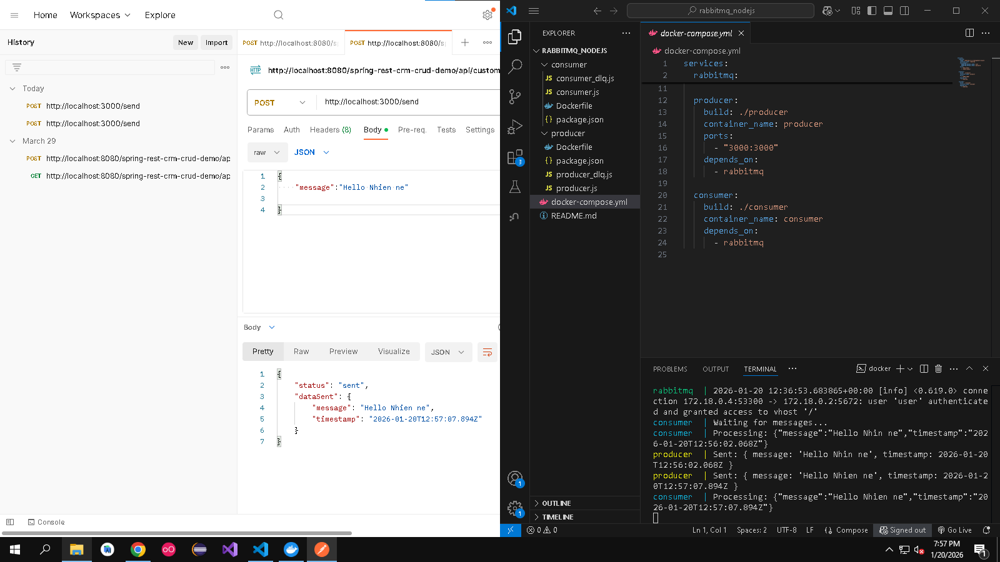 Home
Workspaces
Explore
History
New
Import
Today
POST http://localhost:3000/send
POST http://localhost:3000/send
March 29
POST http://localhost:8080/spring-rest-crm-crud-demo/ap
GET http://localhost:8080/spring-rest-crm-crud-demo/ap
POST http://localhost:8080/s
POST http://localhost:8080/s
HTTP http://localhost:8080/spring-rest-crm-crud-demo/api/custom
POST http://localhost:3000/send
Params Auth Headers (8) Body Pre-req. Tests Settings
raw JSON
1 {
2 "message":"Hello Nhien ne"
3
4 }
Body
Pretty Raw Preview Visualize JSON
1 {
2 "status": "sent",
3 "dataSent": {
4 "message": "Hello Nhien ne",
5 "timestamp": "2026-01-20T12:57:07.894Z"
6 }
7 }
Console
rabbitmq_nodejs
EXPLORER
RABBITMQ_NODEJS
consumer
JS consumer_dlq.js
JS consumer.js
Dockerfile
{} package.json
producer
Dockerfile
{} package.json
JS producer_dlq.js
JS producer.js
docker-compose.yml
README.md
OUTLINE
TIMELINE
3
1
1
docker-compose.yml
docker-compose.yml
1 services:
2 rabbitmq:
11
12 producer:
13 build: ./producer
14 container_name: producer
15 ports:
16 - "3000:3000"
17 depends_on:
18 - rabbitmq
19
20 consumer:
21 build: ./consumer
22 container_name: consumer
23 depends_on:
24 - rabbitmq
25
PROBLEMS OUTPUT TERMINAL docker
rabbitmq | 2026-01-20 12:36:53.683865+00:00 [info] <0.619.0> conne
ction 172.18.0.4:53300 -> 172.18.0.2:5672: user 'user' authenticate
d and granted access to vhost '/'
consumer | Waiting for messages...
consumer | Processing: {"message":"Hello Nhin ne","timestamp":"202
6-01-20T12:56:02.068Z"}
producer | Sent: { message: 'Hello Nhin ne', timestamp: 2026-01-20
T12:56:02.068Z }
producer | Sent: { message: 'Hello Nhien ne', timestamp: 2026-01-2
0T12:57:07.894Z }
consumer | Processing: {"message":"Hello Nhien ne","timestamp":"20
26-01-20T12:57:07.894Z"}
0 0
Ln 1, Col 1 Spaces: 2 UTF-8 LF Compose Signed out Go Live
7:57 PM
1/20/2026
1